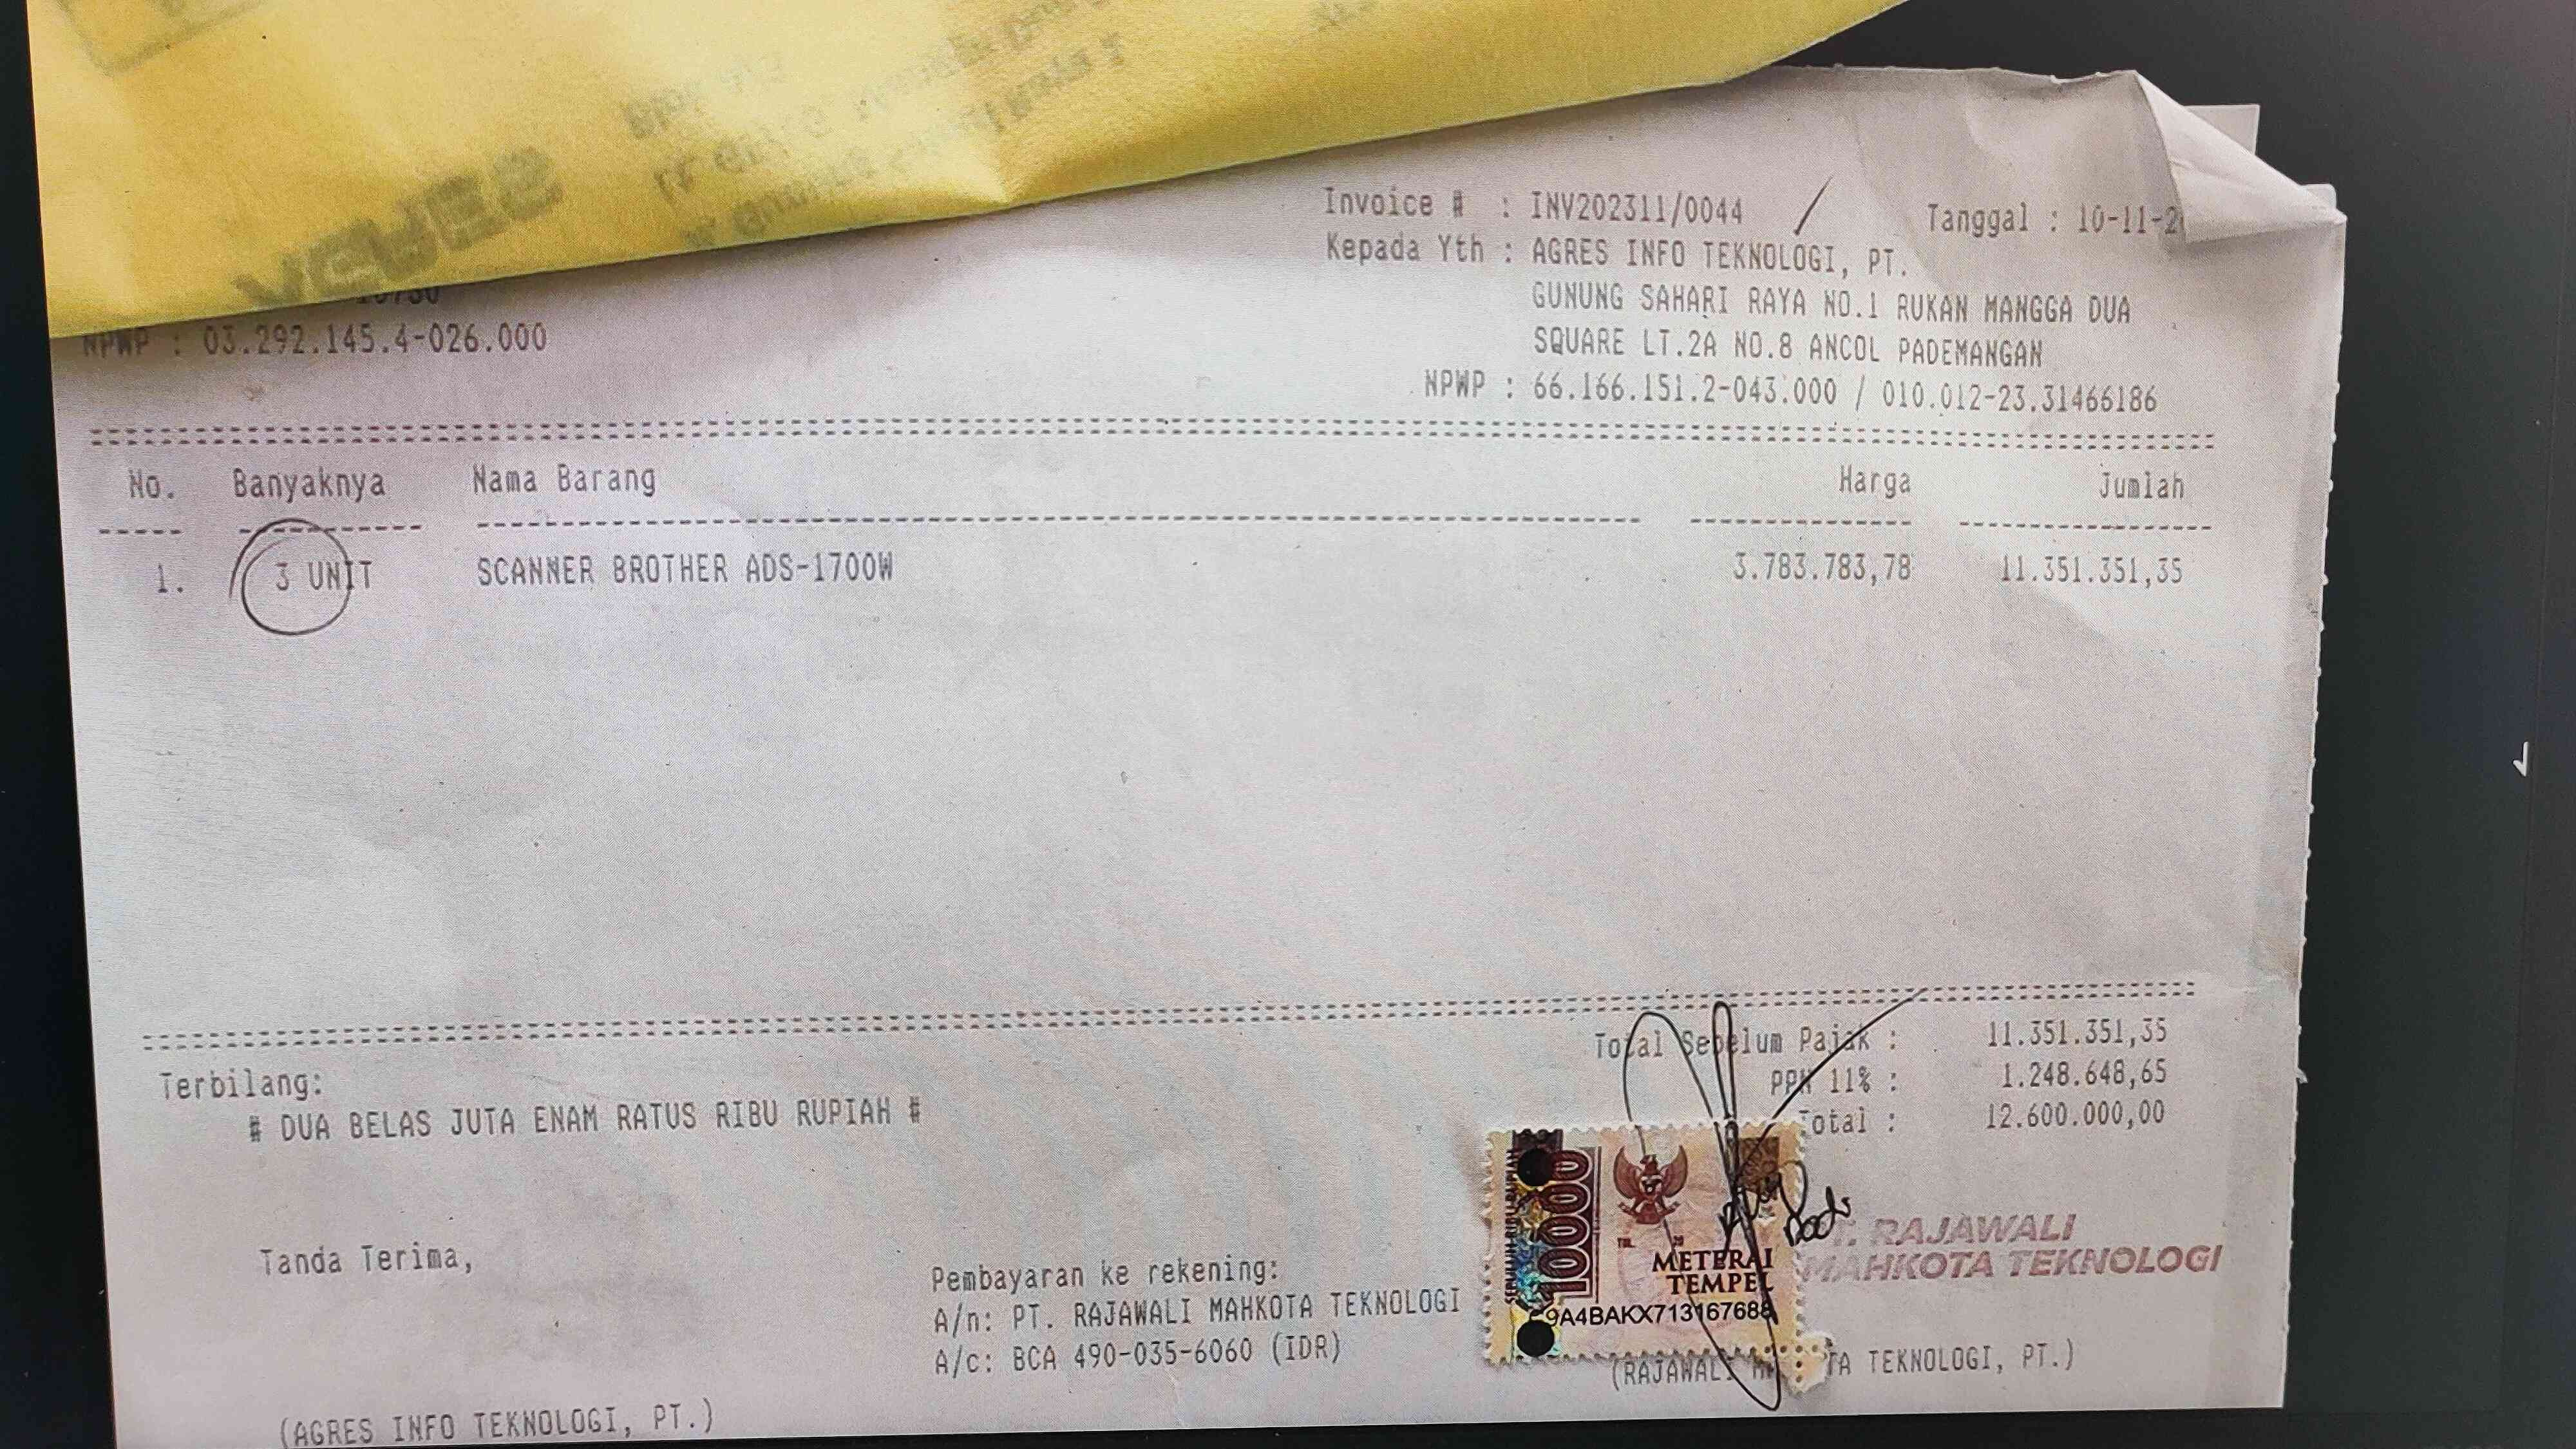 AGRES
Invoice # : INV202311/0044 Tanggal : 10-11-2
Kepada Yth : AGRES INFO TEKNOLOGI, PT.
GUNUNG SAHARI RAYA NO.1 RUKAN MANGGA DUA
SQUARE LT.2A NO.8 ANCOL PADEMANGAN
NPWP : 66.166.151.2-043.000 / 010.012-23.31466186
NPWP : 03.292.145.4-026.000
No. Banyaknya Nama Barang Harga Jumlah
1. 3 UNIT SCANNER BROTHER ADS-1700W 3.783.783,78 11.351.351,35
Total Sebelum Pajak : 11.351.351,35
PPN 11% : 1.248.648,65
Total : 12.600.000,00
Terbilang:
# DUA BELAS JUTA ENAM RATUS RIBU RUPIAH #
Tanda Terima,
(AGRES INFO TEKNOLOGI, PT.)
Pembayaran ke rekening:
A/n: PT. RAJAWALI MAHKOTA TEKNOLOGI
A/c: BCA 490-035-6060 (IDR)
10000
METERAI
TEMPEL
9A4BAKX713167688
RAJAWALI
MAHKOTA TEKNOLOGI
(RAJAWALI TA TEKNOLOGI, PT.)